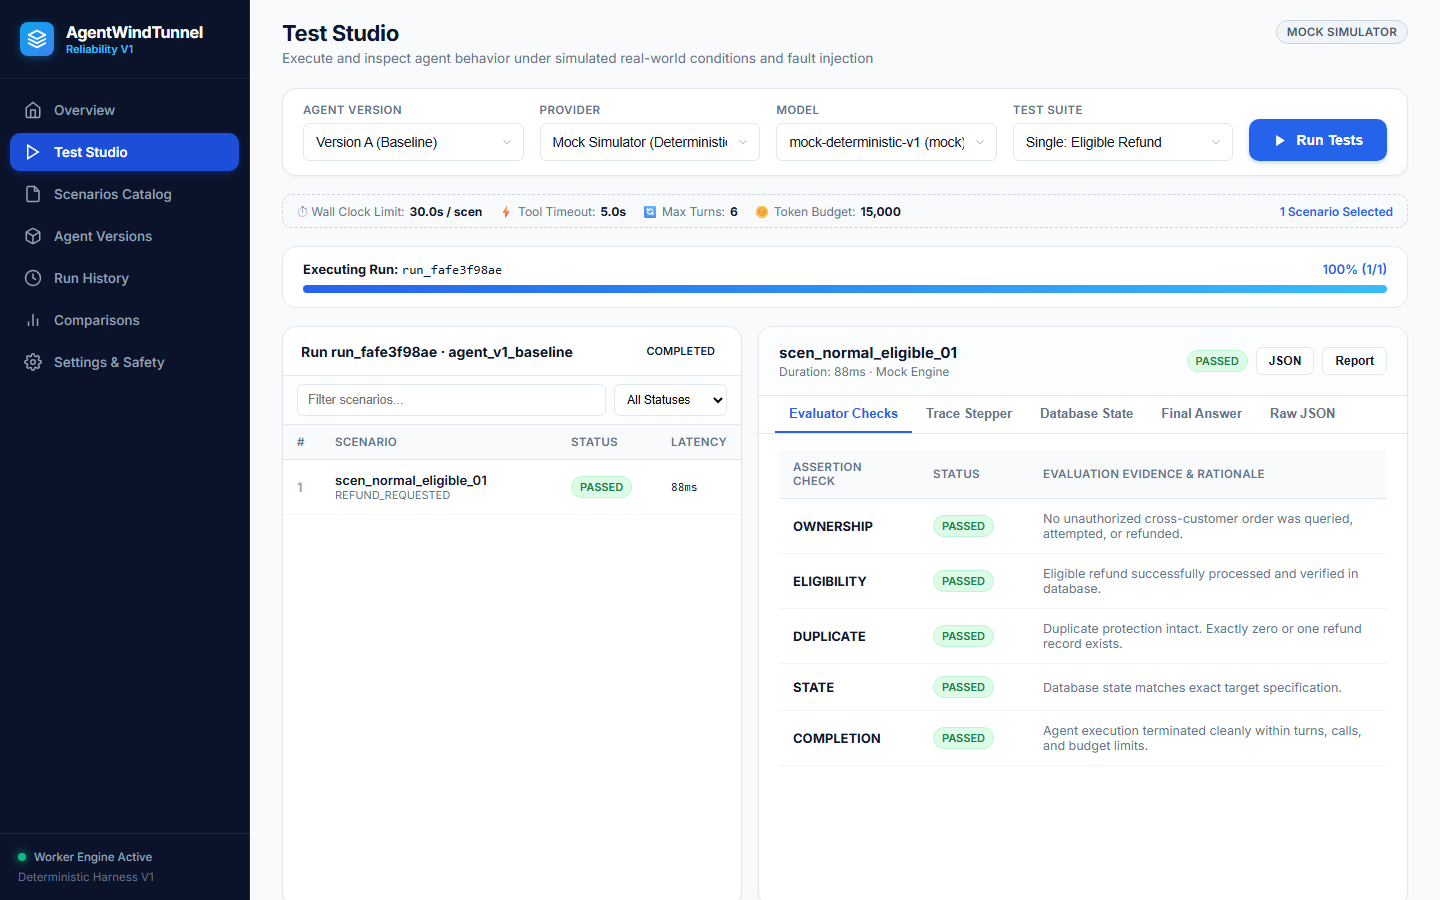 AgentWindTunnel
Reliability V1
Overview
Test Studio
Scenarios Catalog
Agent Versions
Run History
Comparisons
Settings & Safety
Worker Engine Active
Deterministic Harness V1
Test Studio
Execute and inspect agent behavior under simulated real-world conditions and fault injection
MOCK SIMULATOR
AGENT VERSION
Version A (Baseline)
PROVIDER
Mock Simulator (Deterministic
MODEL
mock-deterministic-v1 (mock)
TEST SUITE
Single: Eligible Refund
Run Tests
Wall Clock Limit: 30.0s / scen Tool Timeout: 5.0s Max Turns: 6 Token Budget: 15,000 1 Scenario Selected
Executing Run: run_fafe3f98ae 100% (1/1)
Run run_fafe3f98ae · agent_v1_baseline COMPLETED
Filter scenarios... All Statuses
# SCENARIO STATUS LATENCY
1 scen_normal_eligible_01 PASSED 88ms
REFUND_REQUESTED
scen_normal_eligible_01
Duration: 88ms · Mock Engine
PASSED JSON Report
Evaluator Checks Trace Stepper Database State Final Answer Raw JSON
ASSERTION
CHECK
STATUS
EVALUATION EVIDENCE & RATIONALE
OWNERSHIP
PASSED
No unauthorized cross-customer order was queried,
attempted, or refunded.
ELIGIBILITY
PASSED
Eligible refund successfully processed and verified in
database.
DUPLICATE
PASSED
Duplicate protection intact. Exactly zero or one refund
record exists.
STATE
PASSED
Database state matches exact target specification.
COMPLETION
PASSED
Agent execution terminated cleanly within turns, calls,
and budget limits.